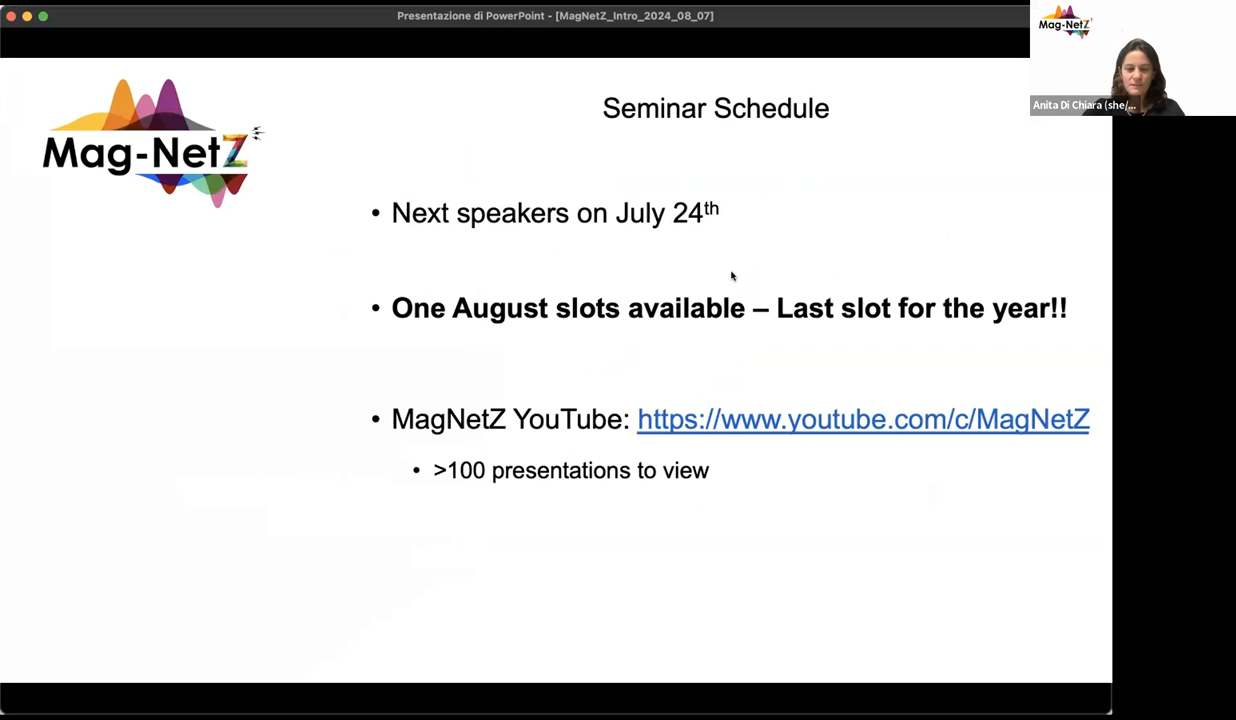 Presentazione di PowerPoint - [MagNetZ_Intro_2024_08_07]
Mag-NetZ
Anita Di Chiara (she/...
Mag-NetZ
Seminar Schedule
• Next speakers on July 24th
• One August slots available – Last slot for the year!!
• MagNetZ YouTube: https://www.youtube.com/c/MagNetZ
• >100 presentations to view